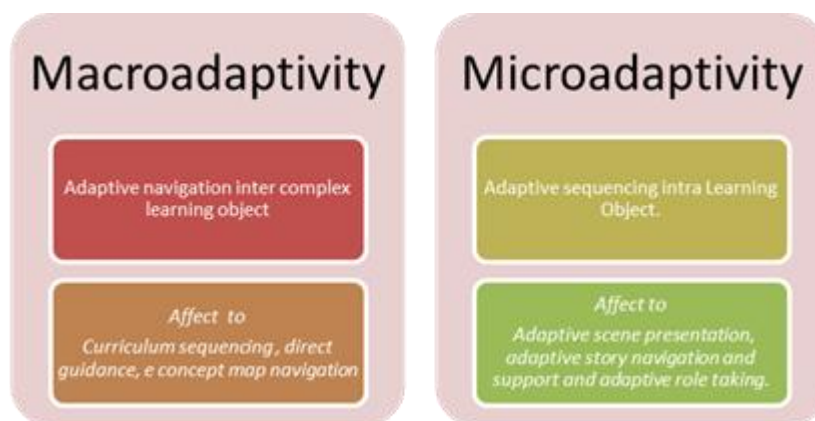 Macroadaptivity
Adaptive navigation inter complex
learning object
Affect to
Curriculum sequencing , direct
guidance, e concept map navigation
Microadaptivity
Adaptive sequencing intra Learning
Object.
Affect to
Adaptive scene presentation,
adaptive story navigation and
support and adaptive role taking.